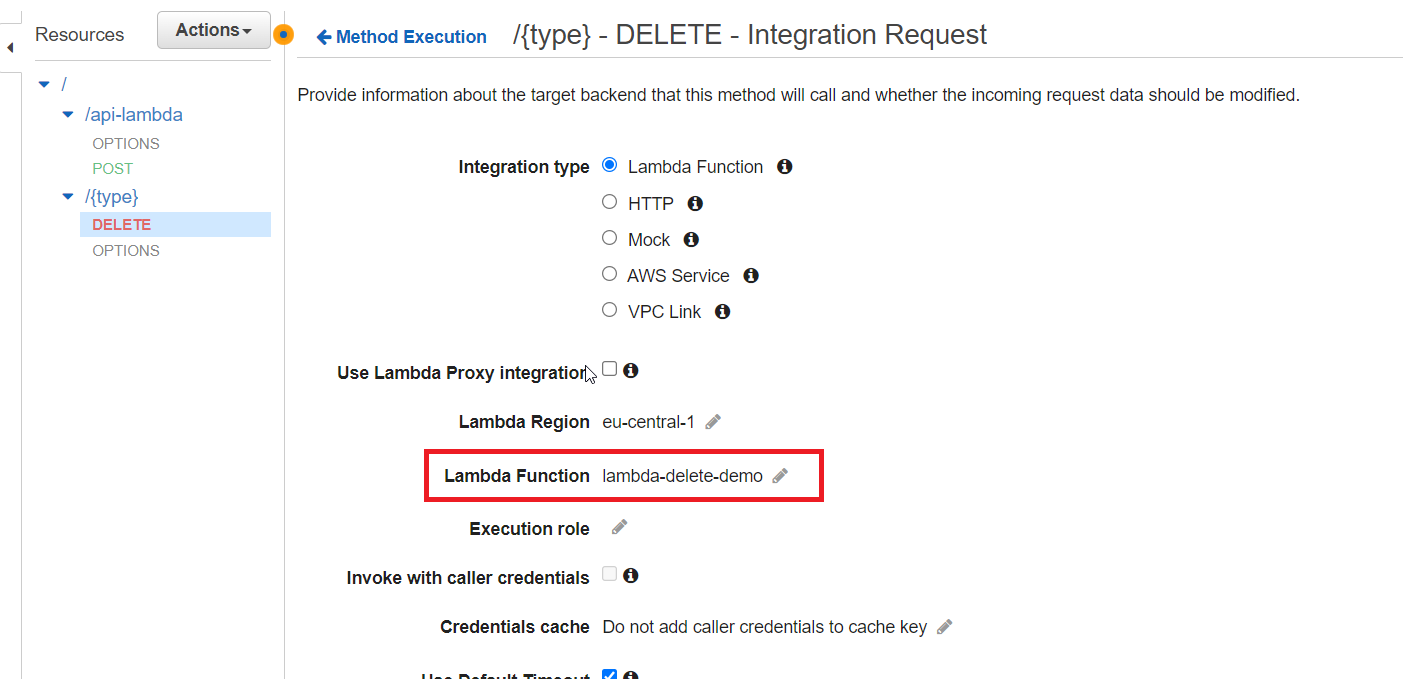 Resources
Actions
/
/api-lambda
OPTIONS
POST
/{type}
DELETE
OPTIONS
Method Execution /{type} - DELETE - Integration Request
Provide information about the target backend that this method will call and whether the incoming request data should be modified.
Integration type Lambda Function
HTTP
Mock
AWS Service
VPC Link
Use Lambda Proxy integration
Lambda Region eu-central-1
Lambda Function lambda-delete-demo
Execution role
Invoke with caller credentials
Credentials cache Do not add caller credentials to cache key
Use Default Timeout